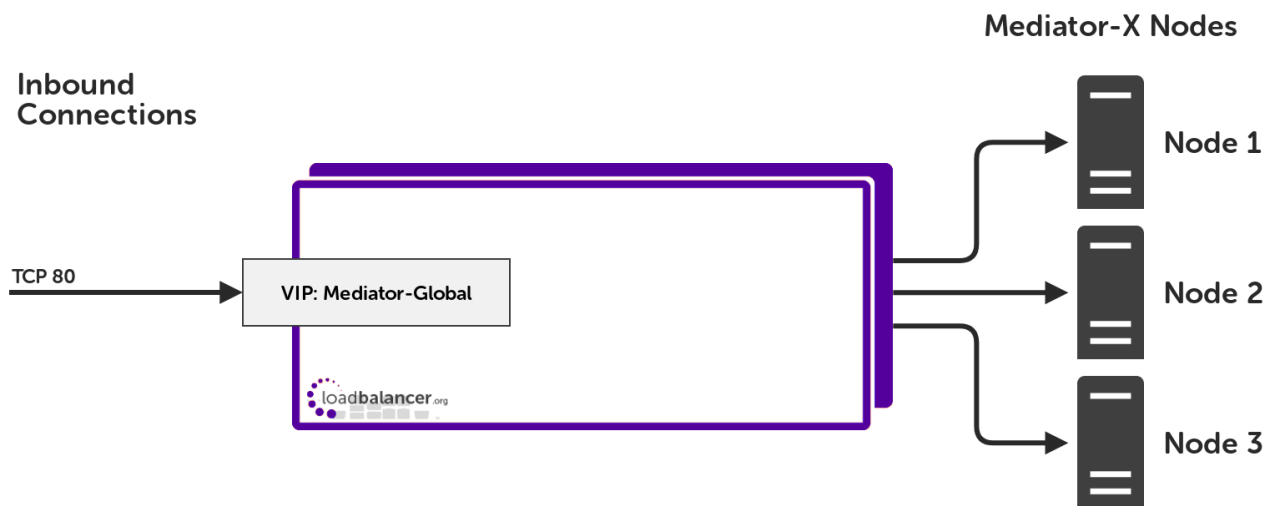 Mediator-X Nodes
Inbound
Connections
Node 1
TCP 80
VIP: Mediator-Global
Node 2
loadbalancer.org
Node 3